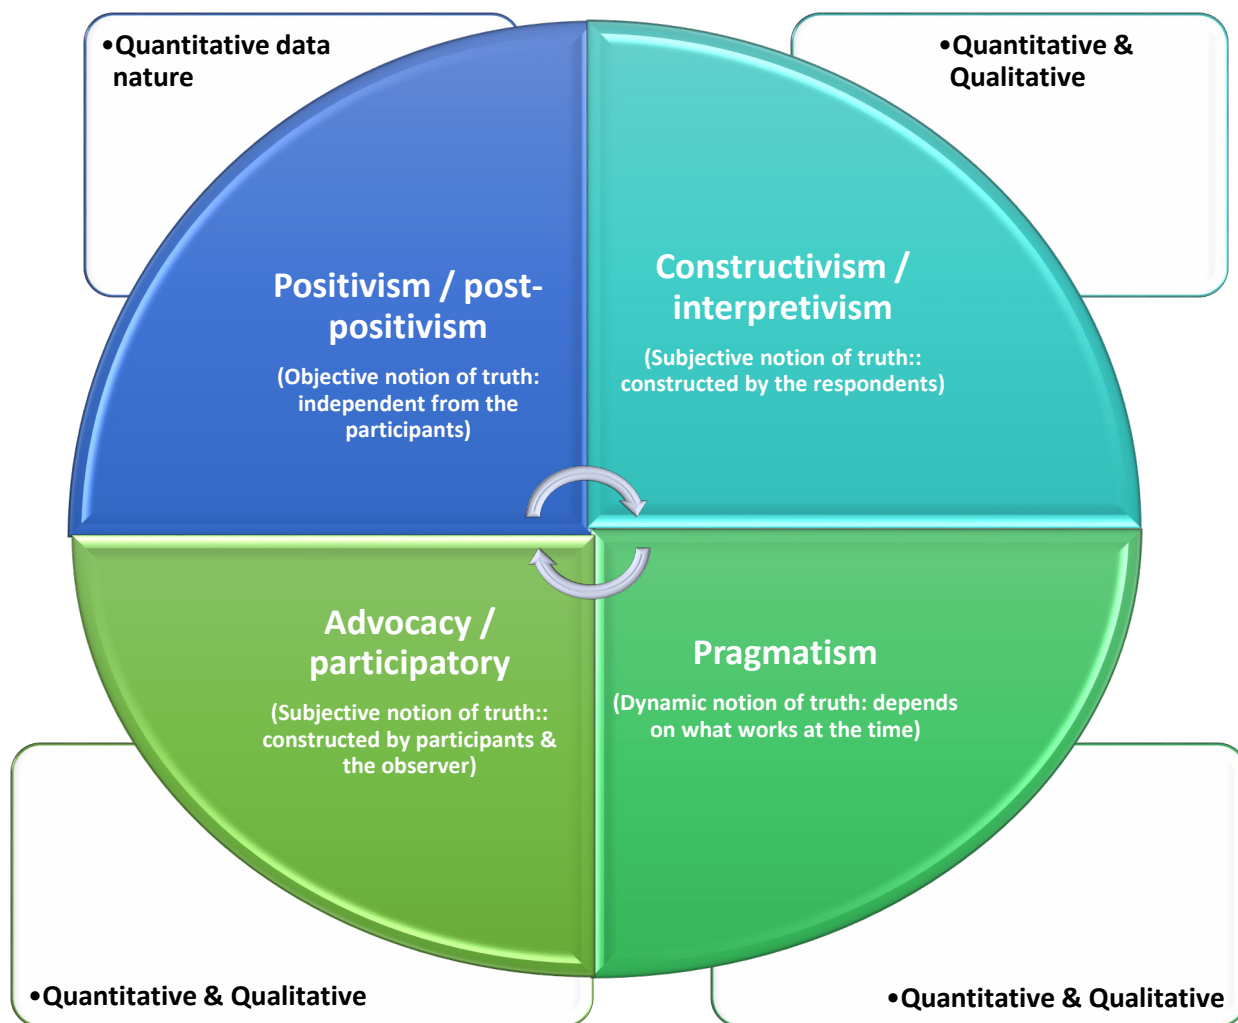 •Quantitative data
nature
•Quantitative &
Qualitative
Positivism / post-
positivism
(Objective notion of truth:
independent from the
participants)
Constructivism /
interpretivism
(Subjective notion of truth::
constructed by the respondents)
Advocacy /
participatory
(Subjective notion of truth::
constructed by participants &
the observer)
Pragmatism
(Dynamic notion of truth: depends
on what works at the time)
•Quantitative & Qualitative
•Quantitative & Qualitative